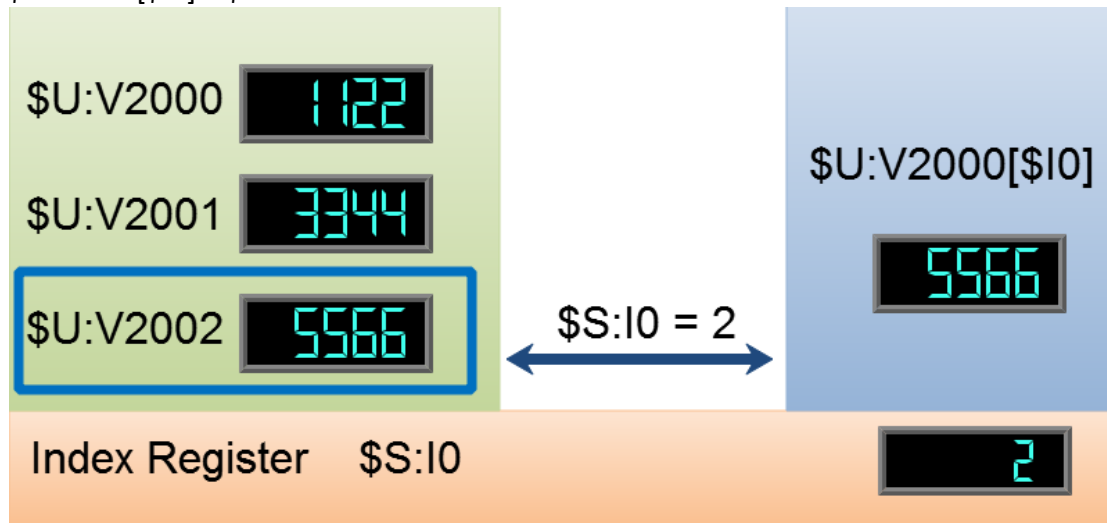 $U:V2000 1122
$U:V2001 3344
$U:V2002 5566
$S:I0 = 2
$U:V2000[$I0]
5566
Index Register $S:I0 2